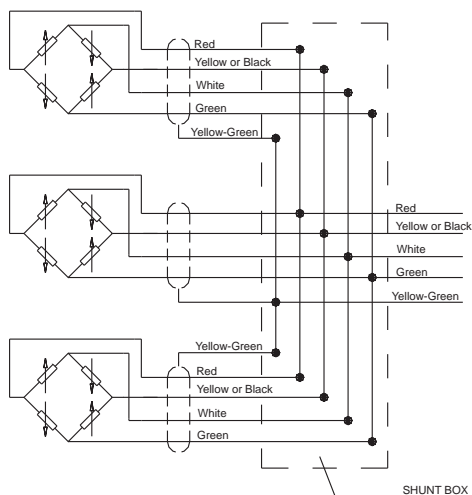 Red
Yellow or Black
White
Green
Yellow-Green
Red
Yellow or Black
White
Green
Yellow-Green
Yellow-Green
Red
Yellow or Black
White
Green
SHUNT BOX